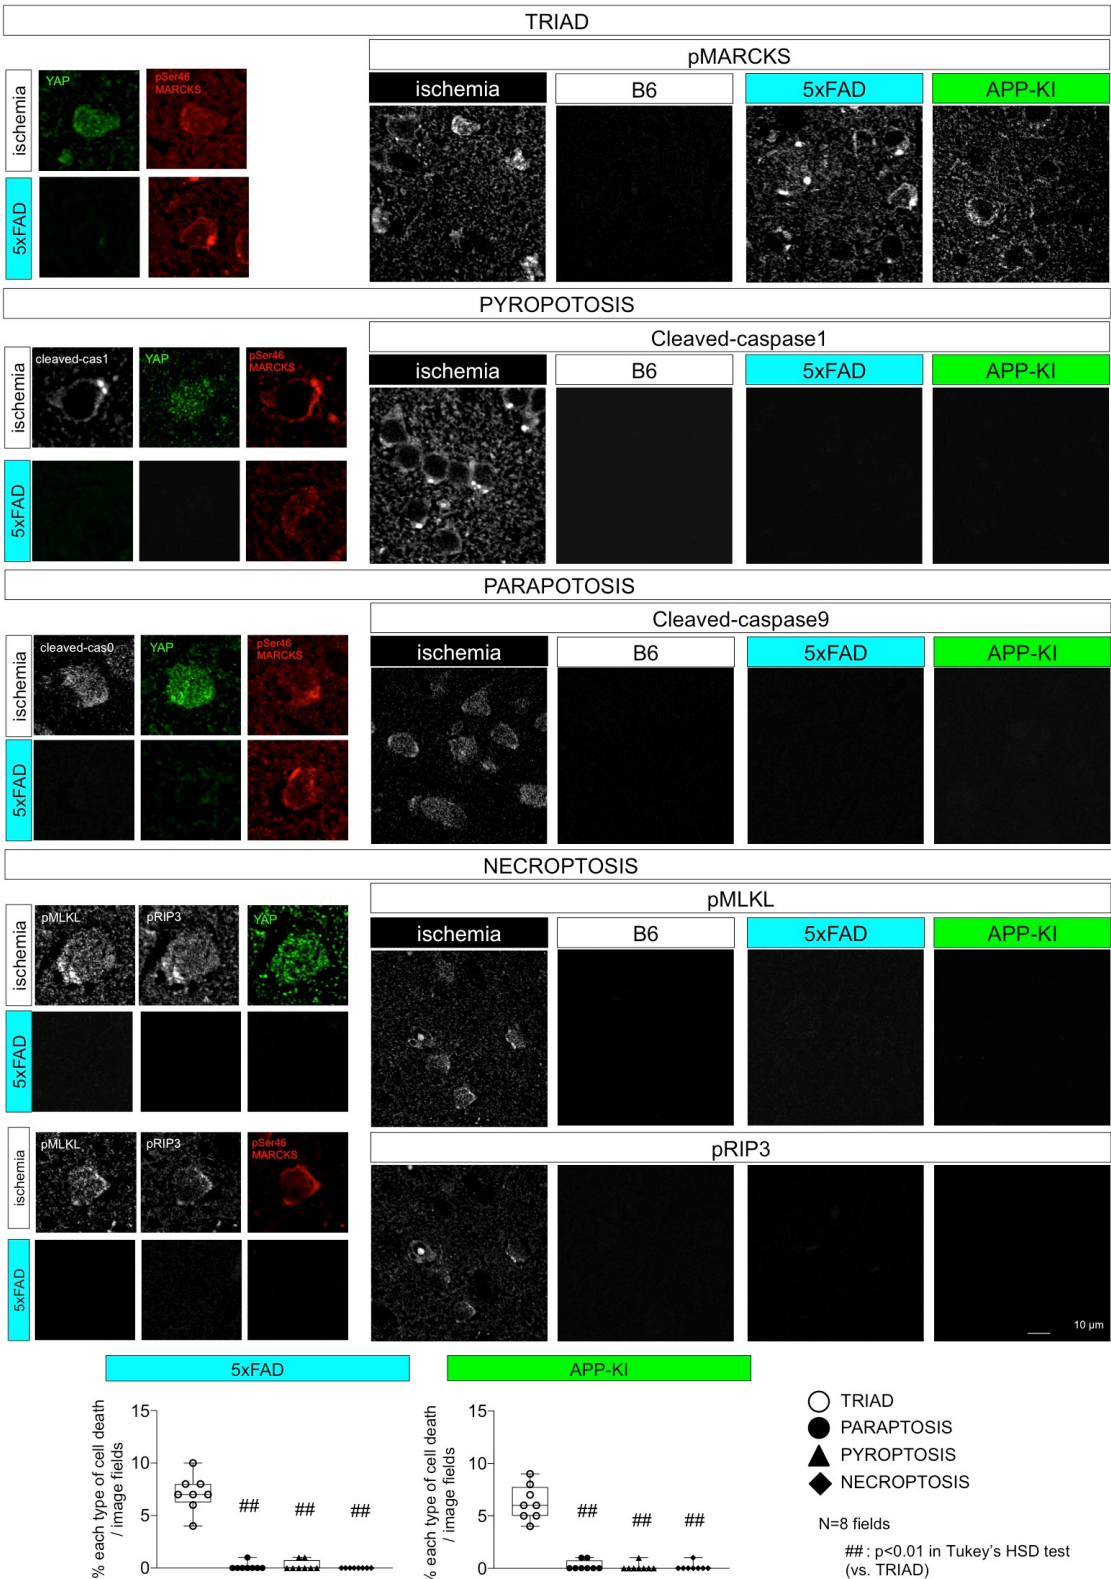 TRIAD
pMARCKS
ischemia
YAP
pSer46
MARCKS
5xFAD
ischemia
B6
5xFAD
APP-KI
PYROPOTOSIS
Cleaved-caspase1
ischemia
cleaved-cas1
YAP
pSer46
MARCKS
5xFAD
ischemia
B6
5xFAD
APP-KI
PARAPOTOSIS
Cleaved-caspase9
ischemia
cleaved-cas0
YAP
pSer46
MARCKS
5xFAD
ischemia
B6
5xFAD
APP-KI
NECROPTOSIS
pMLKL
ischemia
pMLKL
pRIP3
YAP
5xFAD
ischemia
B6
5xFAD
APP-KI
ischemia
pMLKL
pRIP3
pSer46
MARCKS
5xFAD
pRIP3
10 μm
5xFAD
% each type of cell death
/ image fields
15
10
5
0
##
##
##
APP-KI
% each type of cell death
/ image fields
15
10
5
0
##
##
##
TRIAD
PARAPTOSIS
PYROPTOSIS
NECROPTOSIS
N=8 fields
## : p<0.01 in Tukey's HSD test
(vs. TRIAD)